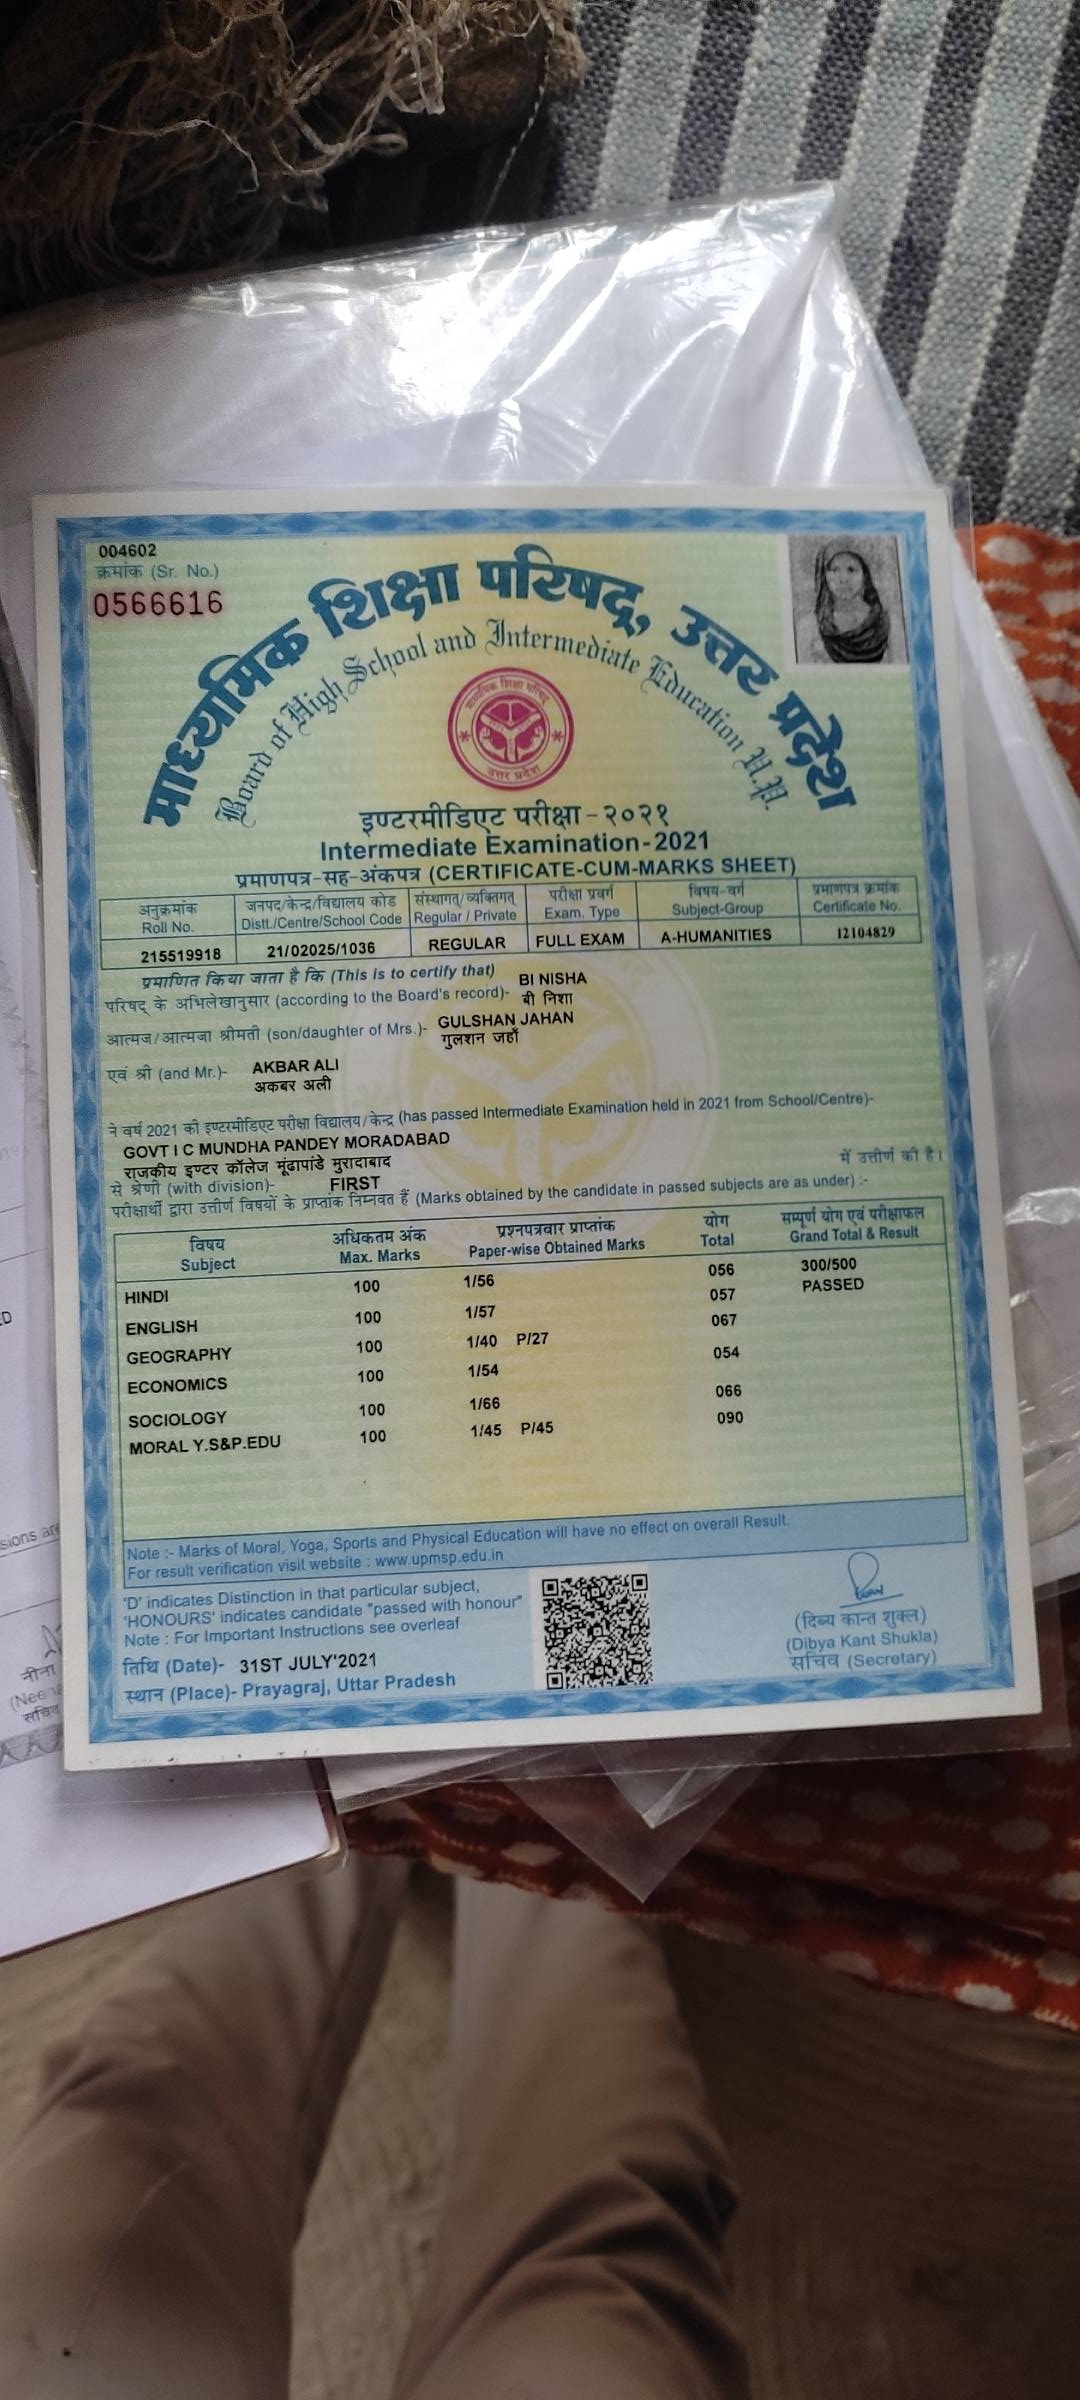 004602
क्रमांक (Sr. No.)
0566616
माध्यमिक शिक्षा परिषद्, उत्तर प्रदेश
Board of High School and Intermediate Education U.P.
माध्यमिक शिक्षा परिषद्
उत्तर प्रदेश
इण्टरमीडिएट परीक्षा-२०२१
Intermediate Examination-2021
प्रमाणपत्र-सह-अंकपत्र (CERTIFICATE-CUM-MARKS SHEET)
अनुक्रमांक जनपद/केन्द्र/विद्यालय कोड संस्थागत्/व्यक्तिगत् परीक्षा प्रवर्ग विषय-वर्ग प्रमाणपत्र क्रमांक
Roll No. Distt./Centre/School Code Regular / Private Exam. Type Subject-Group Certificate No.
215519918 21/02025/1036 REGULAR FULL EXAM A-HUMANITIES 12104829
प्रमाणित किया जाता है कि (This is to certify that) BI NISHA
परिषद् के अभिलेखानुसार (according to the Board's record)- बी निशा
आत्मज/आत्मजा श्रीमती (son/daughter of Mrs.)- GULSHAN JAHAN
गुलशन जहाँ
एवं श्री (and Mr.)- AKBAR ALI
अकबर अली
ने वर्ष 2021 की इण्टरमीडिएट परीक्षा विद्यालय/केन्द्र (has passed Intermediate Examination held in 2021 from School/Centre)-
GOVT I C MUNDHA PANDEY MORADABAD
राजकीय इण्टर कॉलेज मूंढापांडे मुरादाबाद में उत्तीर्ण की है।
से श्रेणी (with division)- FIRST
परीक्षार्थी द्वारा उत्तीर्ण विषयों के प्राप्तांक निम्नवत हैं (Marks obtained by the candidate in passed subjects are as under) :-
विषय अधिकतम अंक प्रश्नपत्रवार प्राप्तांक योग सम्पूर्ण योग एवं परीक्षाफल
Subject Max. Marks Paper-wise Obtained Marks Total Grand Total & Result
HINDI 100 1/56 056 300/500
ENGLISH 100 1/57 057 PASSED
GEOGRAPHY 100 1/40 P/27 067
ECONOMICS 100 1/54 054
SOCIOLOGY 100 1/66 066
MORAL Y.S&P.EDU 100 1/45 P/45 090
Note :- Marks of Moral, Yoga, Sports and Physical Education will have no effect on overall Result.
For result verification visit website : www.upmsp.edu.in
'D' indicates Distinction in that particular subject,
'HONOURS' indicates candidate "passed with honour"
Note : For Important Instructions see overleaf
तिथि (Date)- 31ST JULY'2021
स्थान (Place)- Prayagraj, Uttar Pradesh
(दिब्य कान्त शुक्ल)
(Dibya Kant Shukla)
सचिव (Secretary)
नीना
सचिव